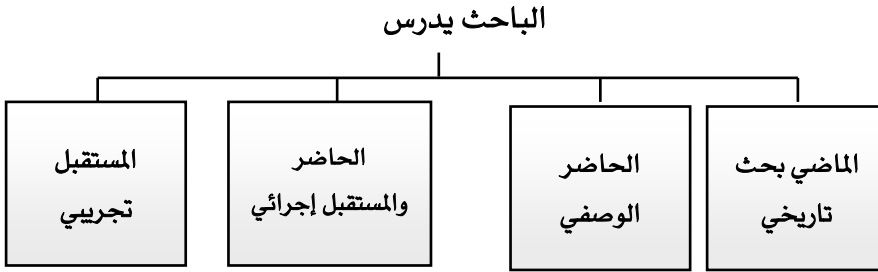 الباحث يدرس
الماضي بحث
تاريخي
الحاضر
الوصفي
الحاضر
والمستقبل إجرائي
المستقبل
تجريبي